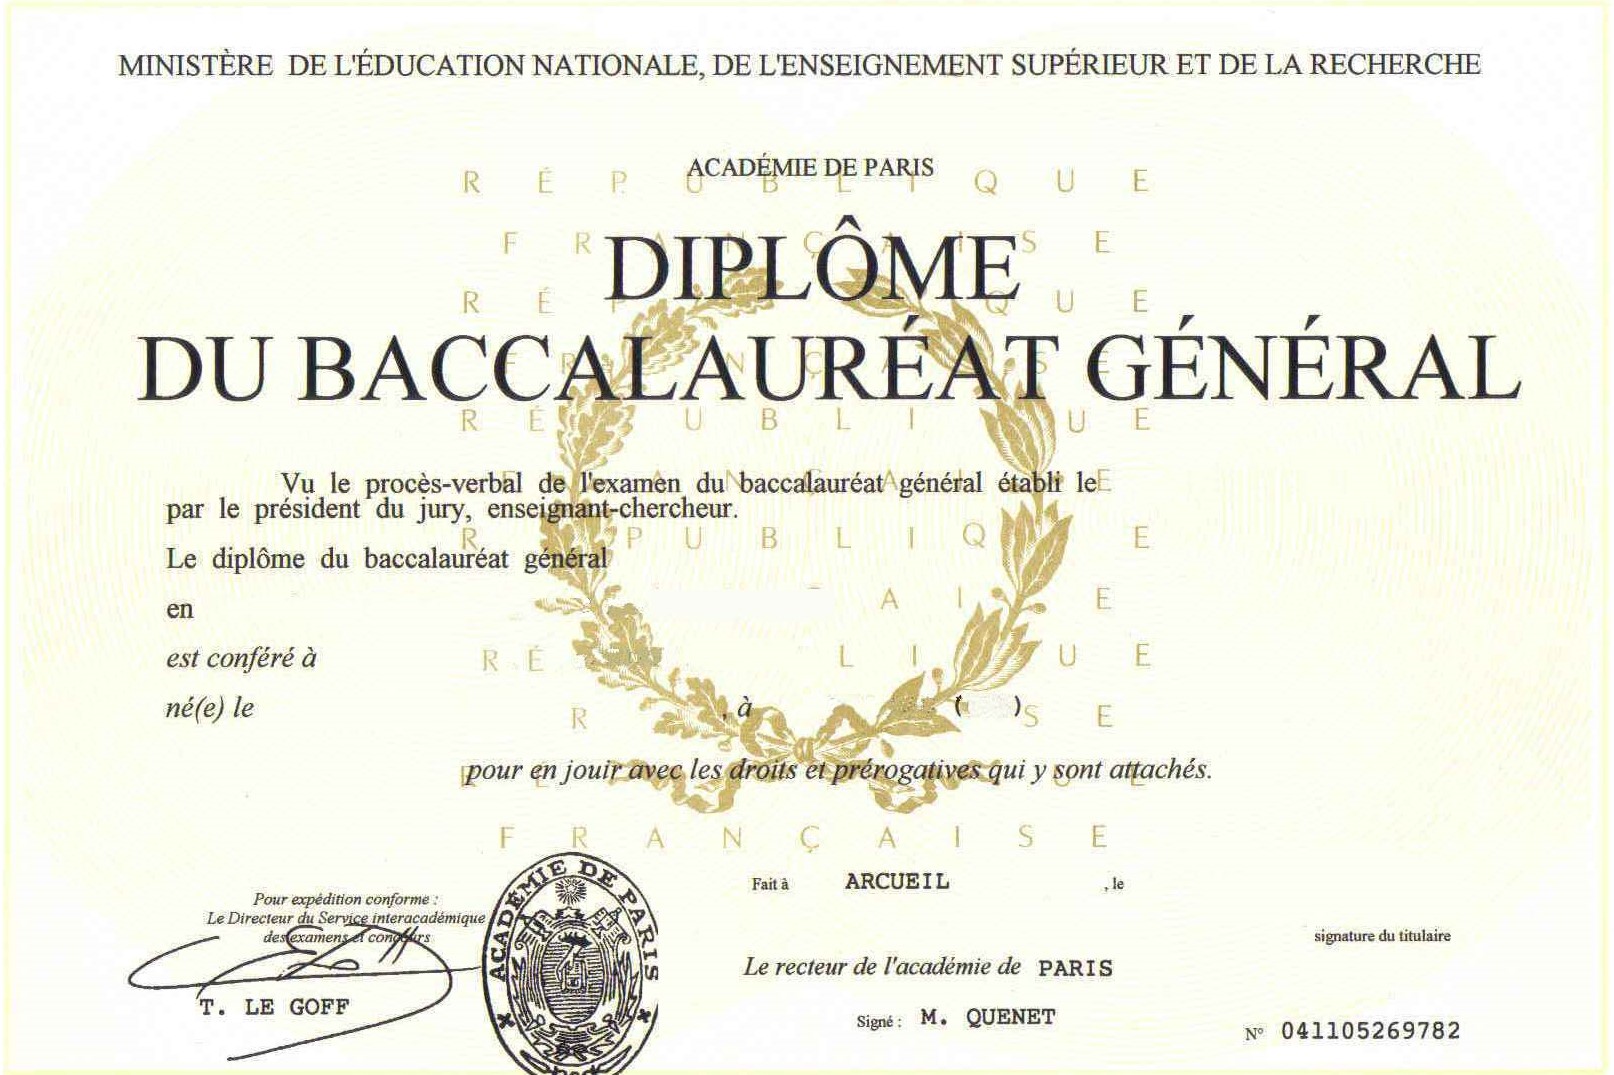 MINISTÈRE DE L'ÉDUCATION NATIONALE, DE L'ENSEIGNEMENT SUPÉRIEUR ET DE LA RECHERCHE
ACADÉMIE DE PARIS
RÉPUBLIQUE
FRANÇAISE
DIPLÔME
DU BACCALAURÉAT GÉNÉRAL
Vu le procès-verbal de l'examen du baccalauréat général établi le
par le président du jury, enseignant-chercheur.
Le diplôme du baccalauréat général
en
est conféré à
né(e) le , à ( )
pour en jouir avec les droits et prérogatives qui y sont attachés.
FRANÇAISE
Fait à ARCUEIL , le
Pour expédition conforme :
Le Directeur du Service interacadémique
des examens et concours
T. LE GOFF
ACADÉMIE DE PARIS
signature du titulaire
Le recteur de l'académie de PARIS
Signé : M. QUENET
N° 041105269782